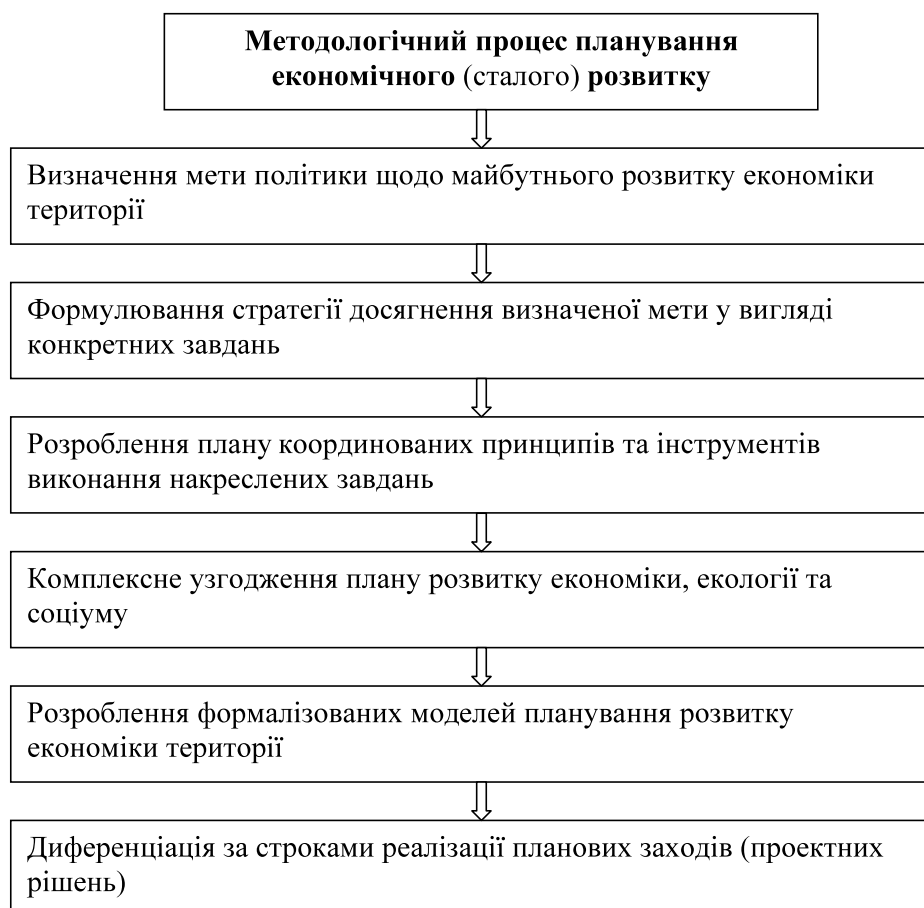 Методологічний процес планування
економічного (сталого) розвитку
Визначення мети політики щодо майбутнього розвитку економіки
території
Формулювання стратегії досягнення визначеної мети у вигляді
конкретних завдань
Розроблення плану координованих принципів та інструментів
виконання накреслених завдань
Комплексне узгодження плану розвитку економіки, екології та
соціуму
Розроблення формалізованих моделей планування розвитку
економіки території
Диференціація за строками реалізації планових заходів (проектних
рішень)